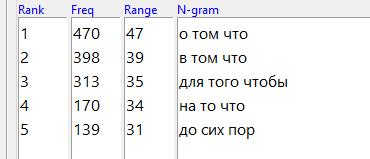 Rank Freq Range N-gram
1 470 47 о том что
2 398 39 в том что
3 313 35 для того чтобы
4 170 34 на то что
5 139 31 до сих пор